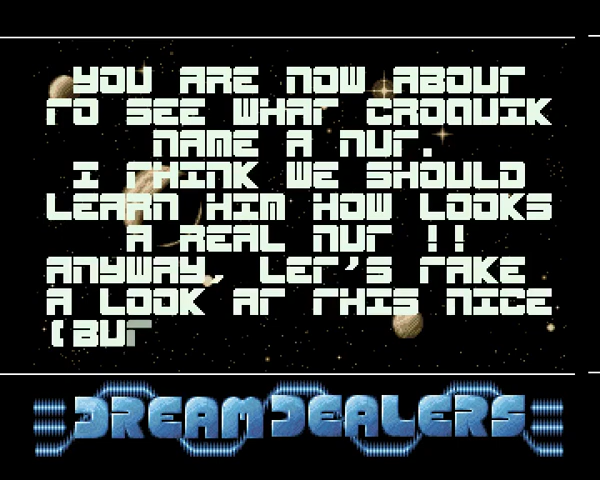 YOU ARE NOW ABOUT
TO SEE WHAT CROQUIK
NAME A NUT.
I THINK WE SHOULD
LEARN HIM HOW LOOKS
A REAL NUT !!
ANYWAY, LET'S TAKE
A LOOK AT THIS NICE
(BUT
DREAMDEALERS